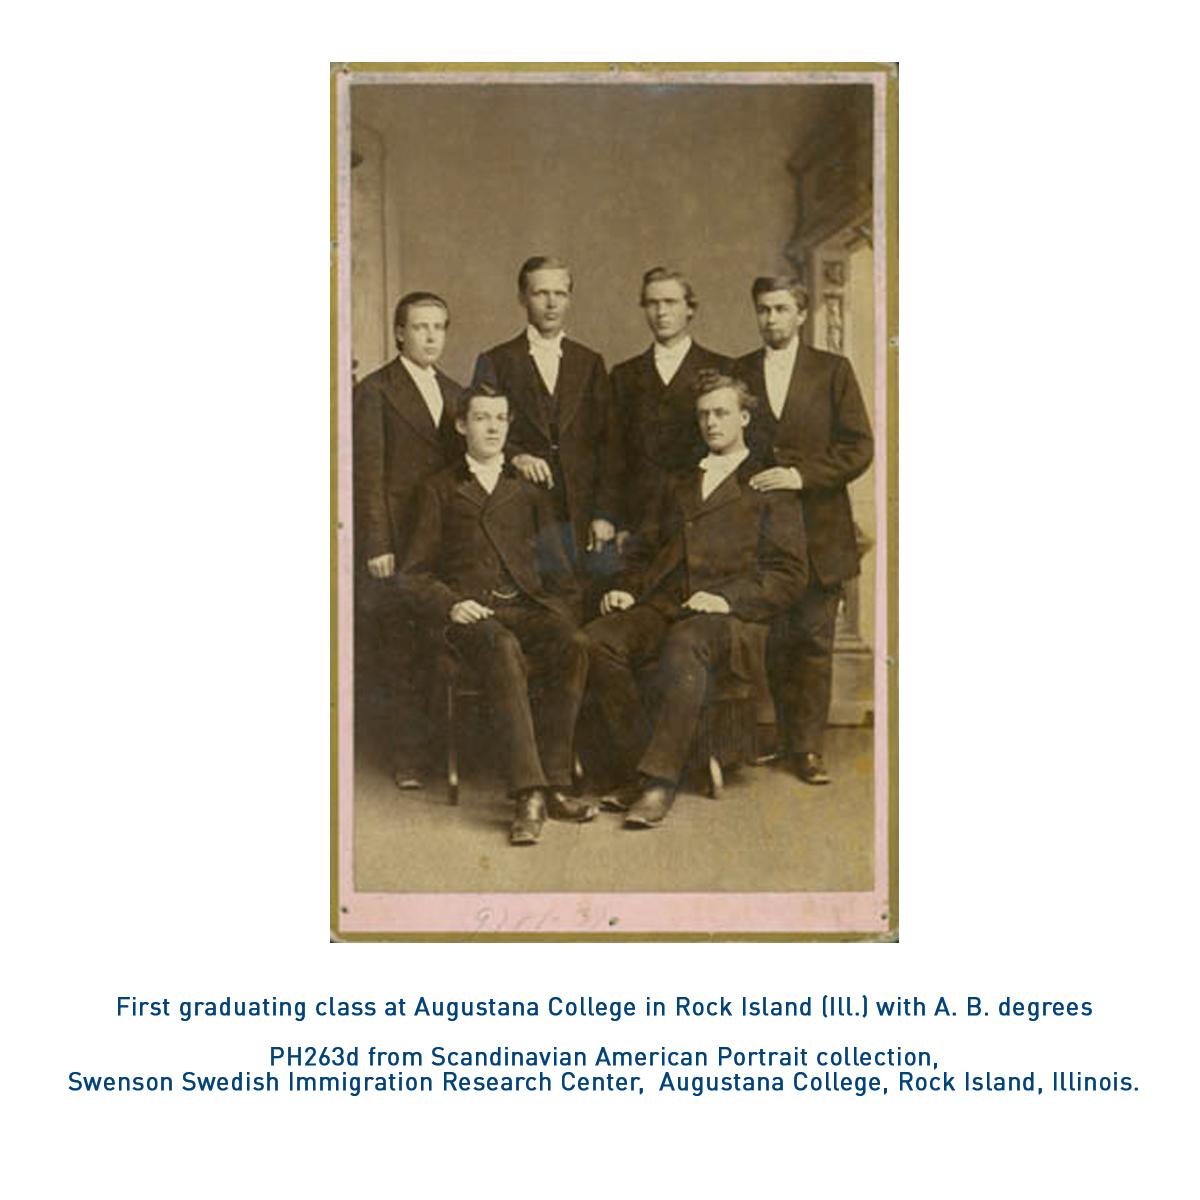 First graduating class at Augustana College in Rock Island (Ill.) with A. B. degrees
PH263d from Scandinavian American Portrait collection,
Swenson Swedish Immigration Research Center, Augustana College, Rock Island, Illinois.